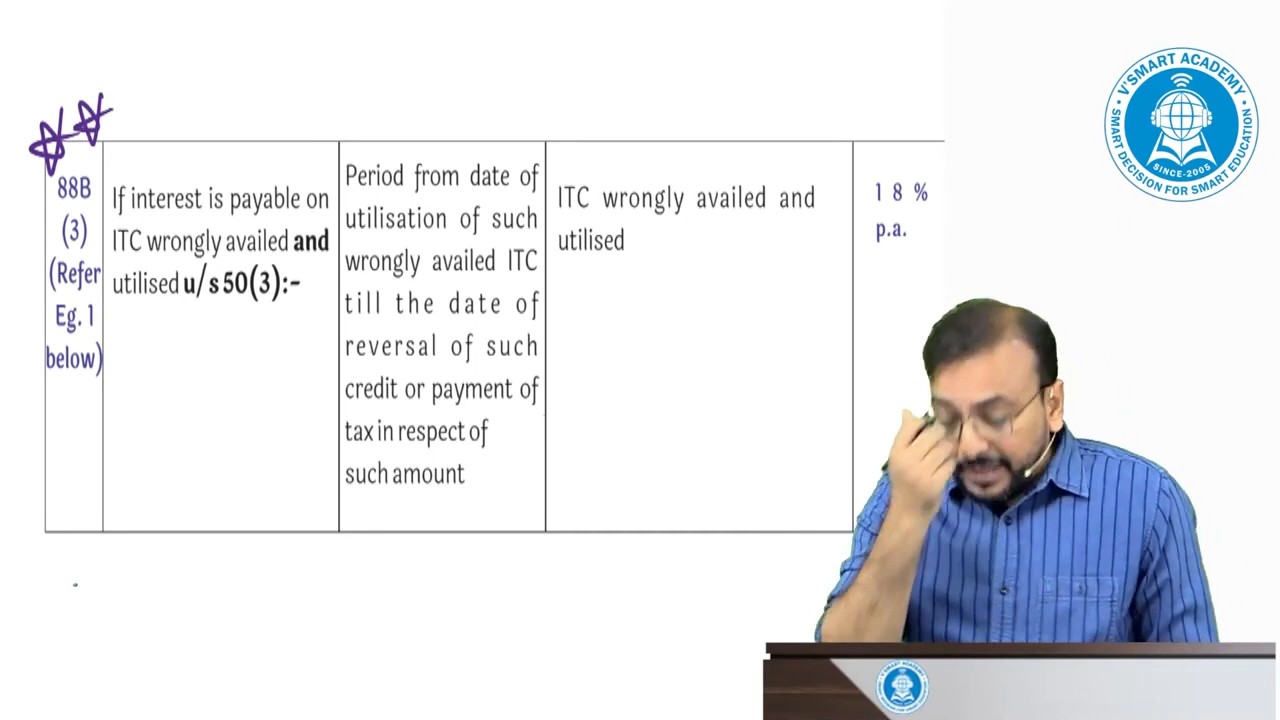 V'SMART ACADEMY
SINCE-2005
SMART DECISION FOR SMART EDUCATION
88B
(3)
(Refer
Eg. 1
below)
If interest is payable on
ITC wrongly availed and
utilised u/s 50(3):-
Period from date of
utilisation of such
wrongly availed ITC
till the date of
reversal of such
credit or payment of
tax in respect of
such amount
ITC wrongly availed and
utilised
18%
p.a.
V'SMART ACADEMY